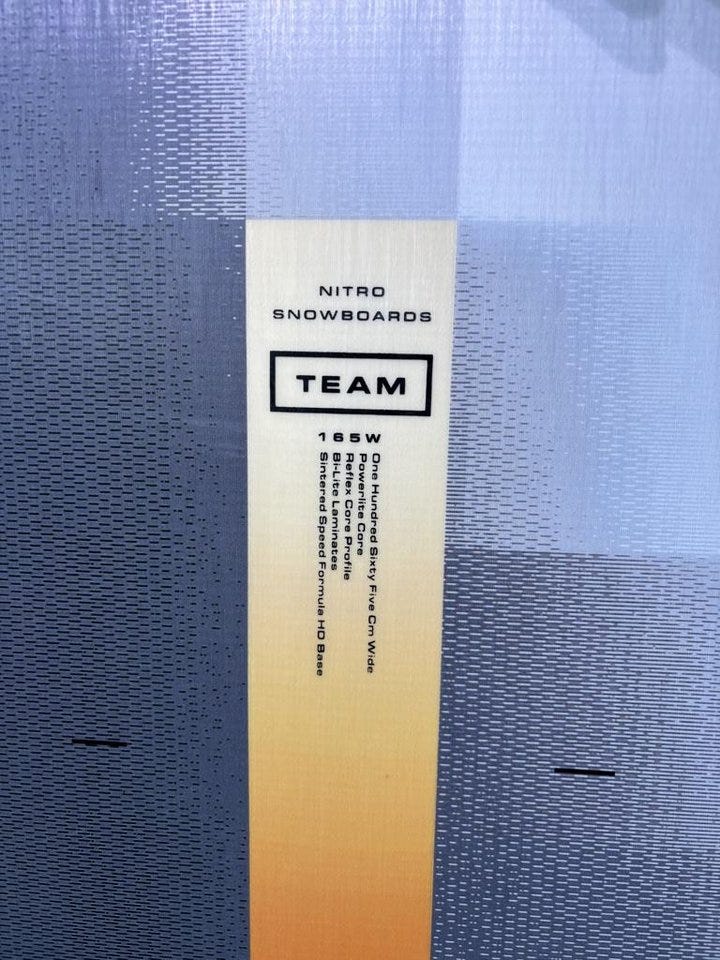 NITRO
SNOWBOARDS
TEAM
165W
One Hundred Sixty Five Cm Wide
Powerlite Core
Reflex Core Profile
Bi-Lite Laminates
Sintered Speed Formula HD Base